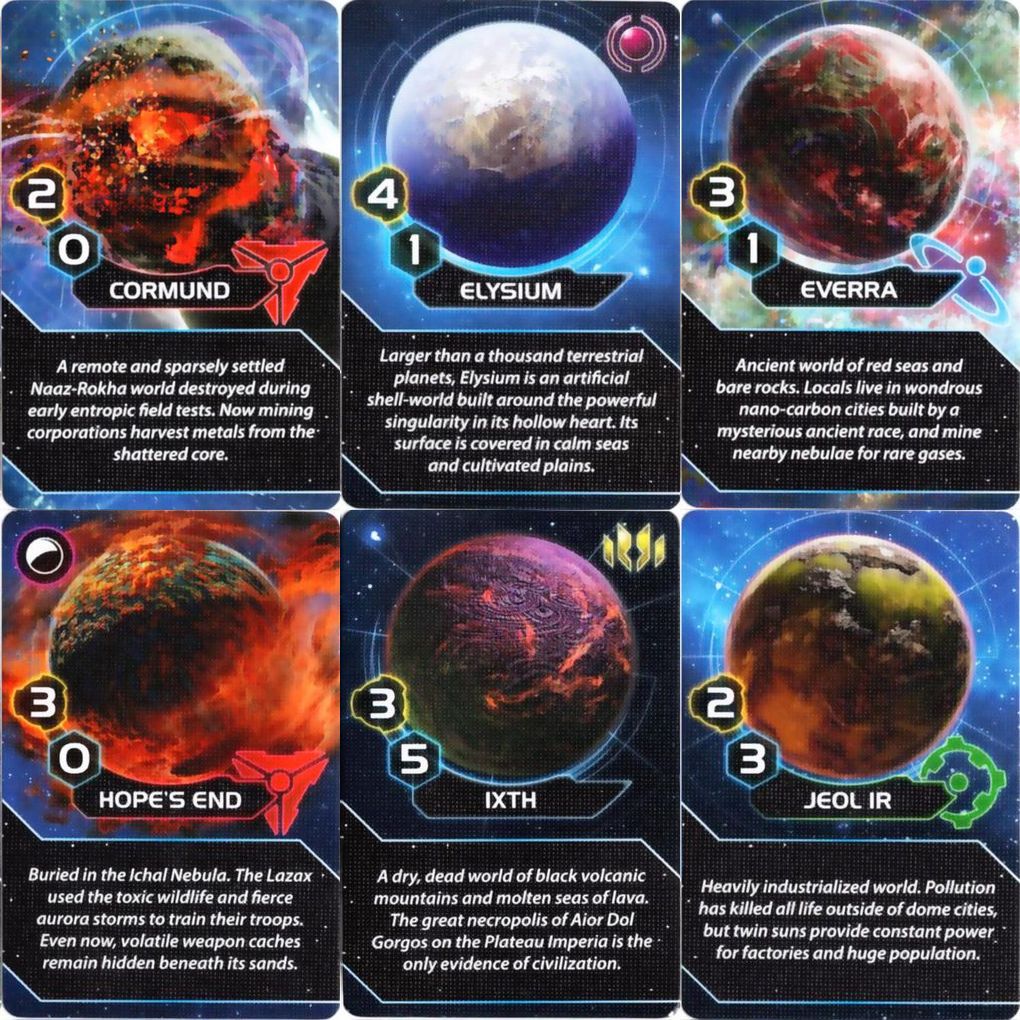 2
0
CORMUND
A remote and sparsely settled
Naaz-Rokha world destroyed during
early entropic field tests. Now mining
corporations harvest metals from the
shattered core.
4
1
ELYSIUM
Larger than a thousand terrestrial
planets, Elysium is an artificial
shell-world built around the powerful
singularity in its hollow heart. Its
surface is covered in calm seas
and cultivated plains.
3
1
EVERRA
Ancient world of red seas and
bare rocks. Locals live in wondrous
nano-carbon cities built by a
mysterious ancient race, and mine
nearby nebulae for rare gases.
3
0
HOPE'S END
Buried in the Ichal Nebula. The Lazax
used the toxic wildlife and fierce
aurora storms to train their troops.
Even now, volatile weapon caches
remain hidden beneath its sands.
3
5
IXTH
A dry, dead world of black volcanic
mountains and molten seas of lava.
The great necropolis of Aior Dol
Gorgos on the Plateau Imperia is the
only evidence of civilization.
2
3
JEOL IR
Heavily industrialized world. Pollution
has killed all life outside of dome cities,
but twin suns provide constant power
for factories and huge population.